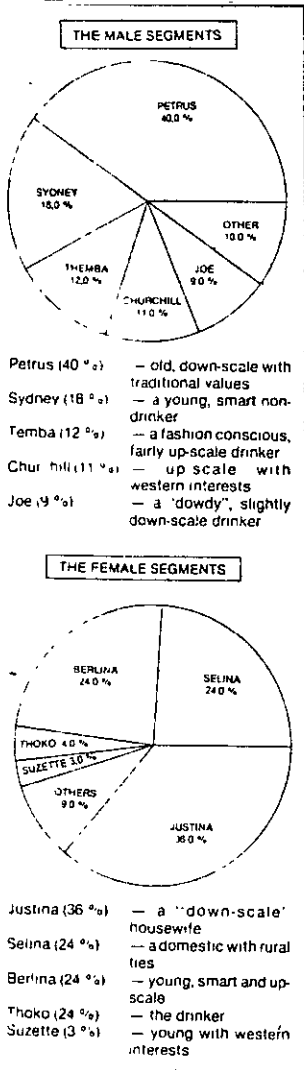 THE MALE SEGMENTS
PETRUS
40.0 %
SYDNEY
18.0 %
OTHER
10.0 %
THEMBA
12.0 %
JOE
9.0 %
CHURCHILL
11.0 %
Petrus (40 %) — old, down-scale with
traditional values
Sydney (18 %) — a young, smart non-
drinker
Temba (12 %) — a fashion conscious,
fairly up-scale drinker
Chur hill (11 %) — up scale with
western interests
Joe (9 %) — a 'dowdy", slightly
down-scale drinker
THE FEMALE SEGMENTS
BERLINA
24.0 %
SELINA
24.0 %
THOKO 4.0 %
SUZETTE 3.0 %
OTHERS
9.0 %
JUSTINA
36.0 %
Justina (36 %) — a "down-scale'
housewife
Selina (24 %) — a domestic with rural
ties
Berlina (24 %) — young, smart and up-
scale
Thoko (24 %) — the drinker
Suzette (3 %) — young with western
interests